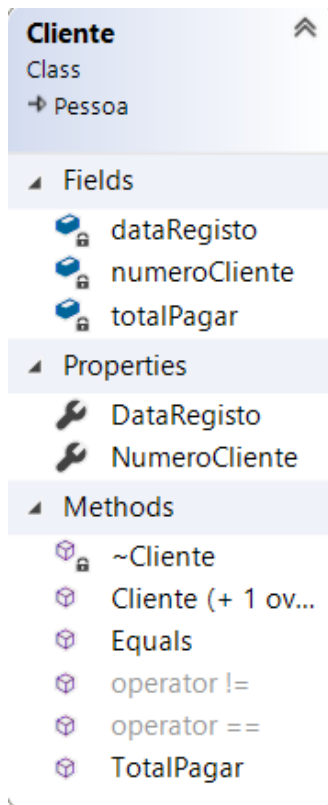 Cliente
Class
Pessoa
Fields
dataRegisto
numeroCliente
totalPagar
Properties
DataRegisto
NumeroCliente
Methods
~Cliente
Cliente (+ 1 ov...
Equals
operator !=
operator ==
TotalPagar